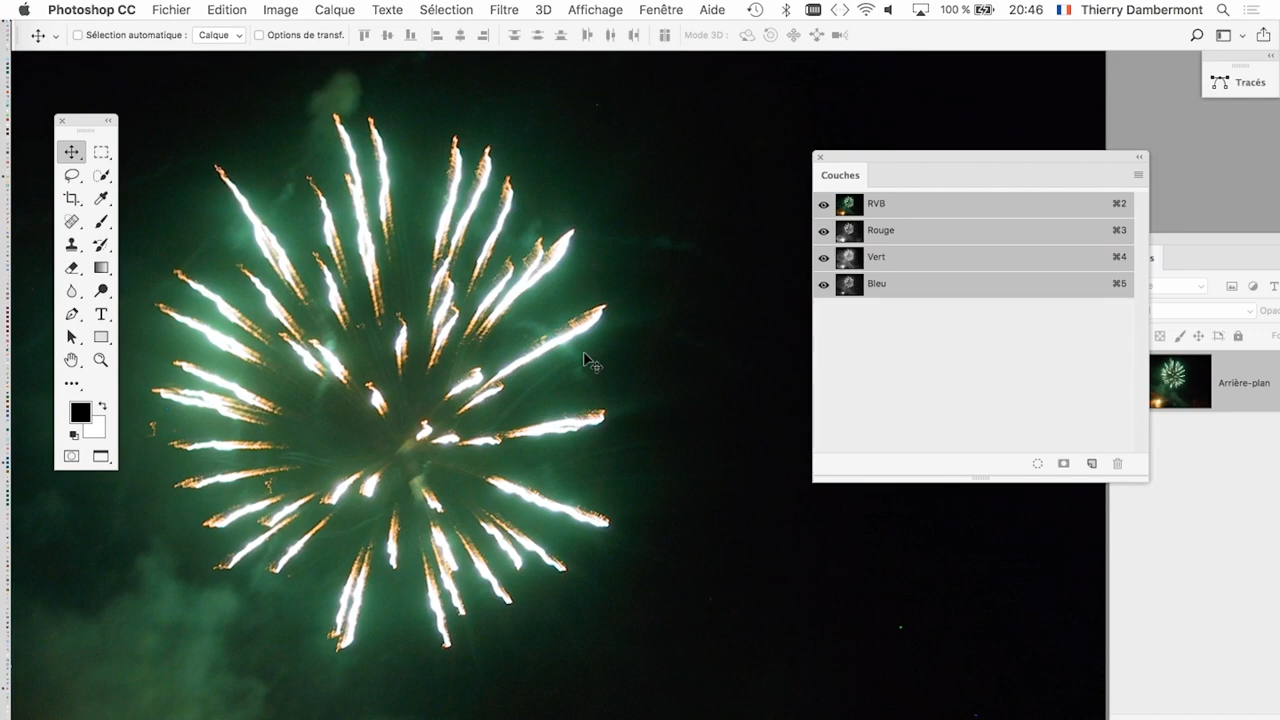 Photoshop CC Fichier Edition Image Calque Texte Sélection Filtre 3D Affichage Fenêtre Aide 100 % 20:46 Thierry Dambermont
Sélection automatique : Calque Options de transf. Mode 3D :
Tracés
Couches
RVB ⌘2
Rouge ⌘3
Vert ⌘4
Bleu ⌘5
s
e T
Opac
Fo
Arrière-plan
T